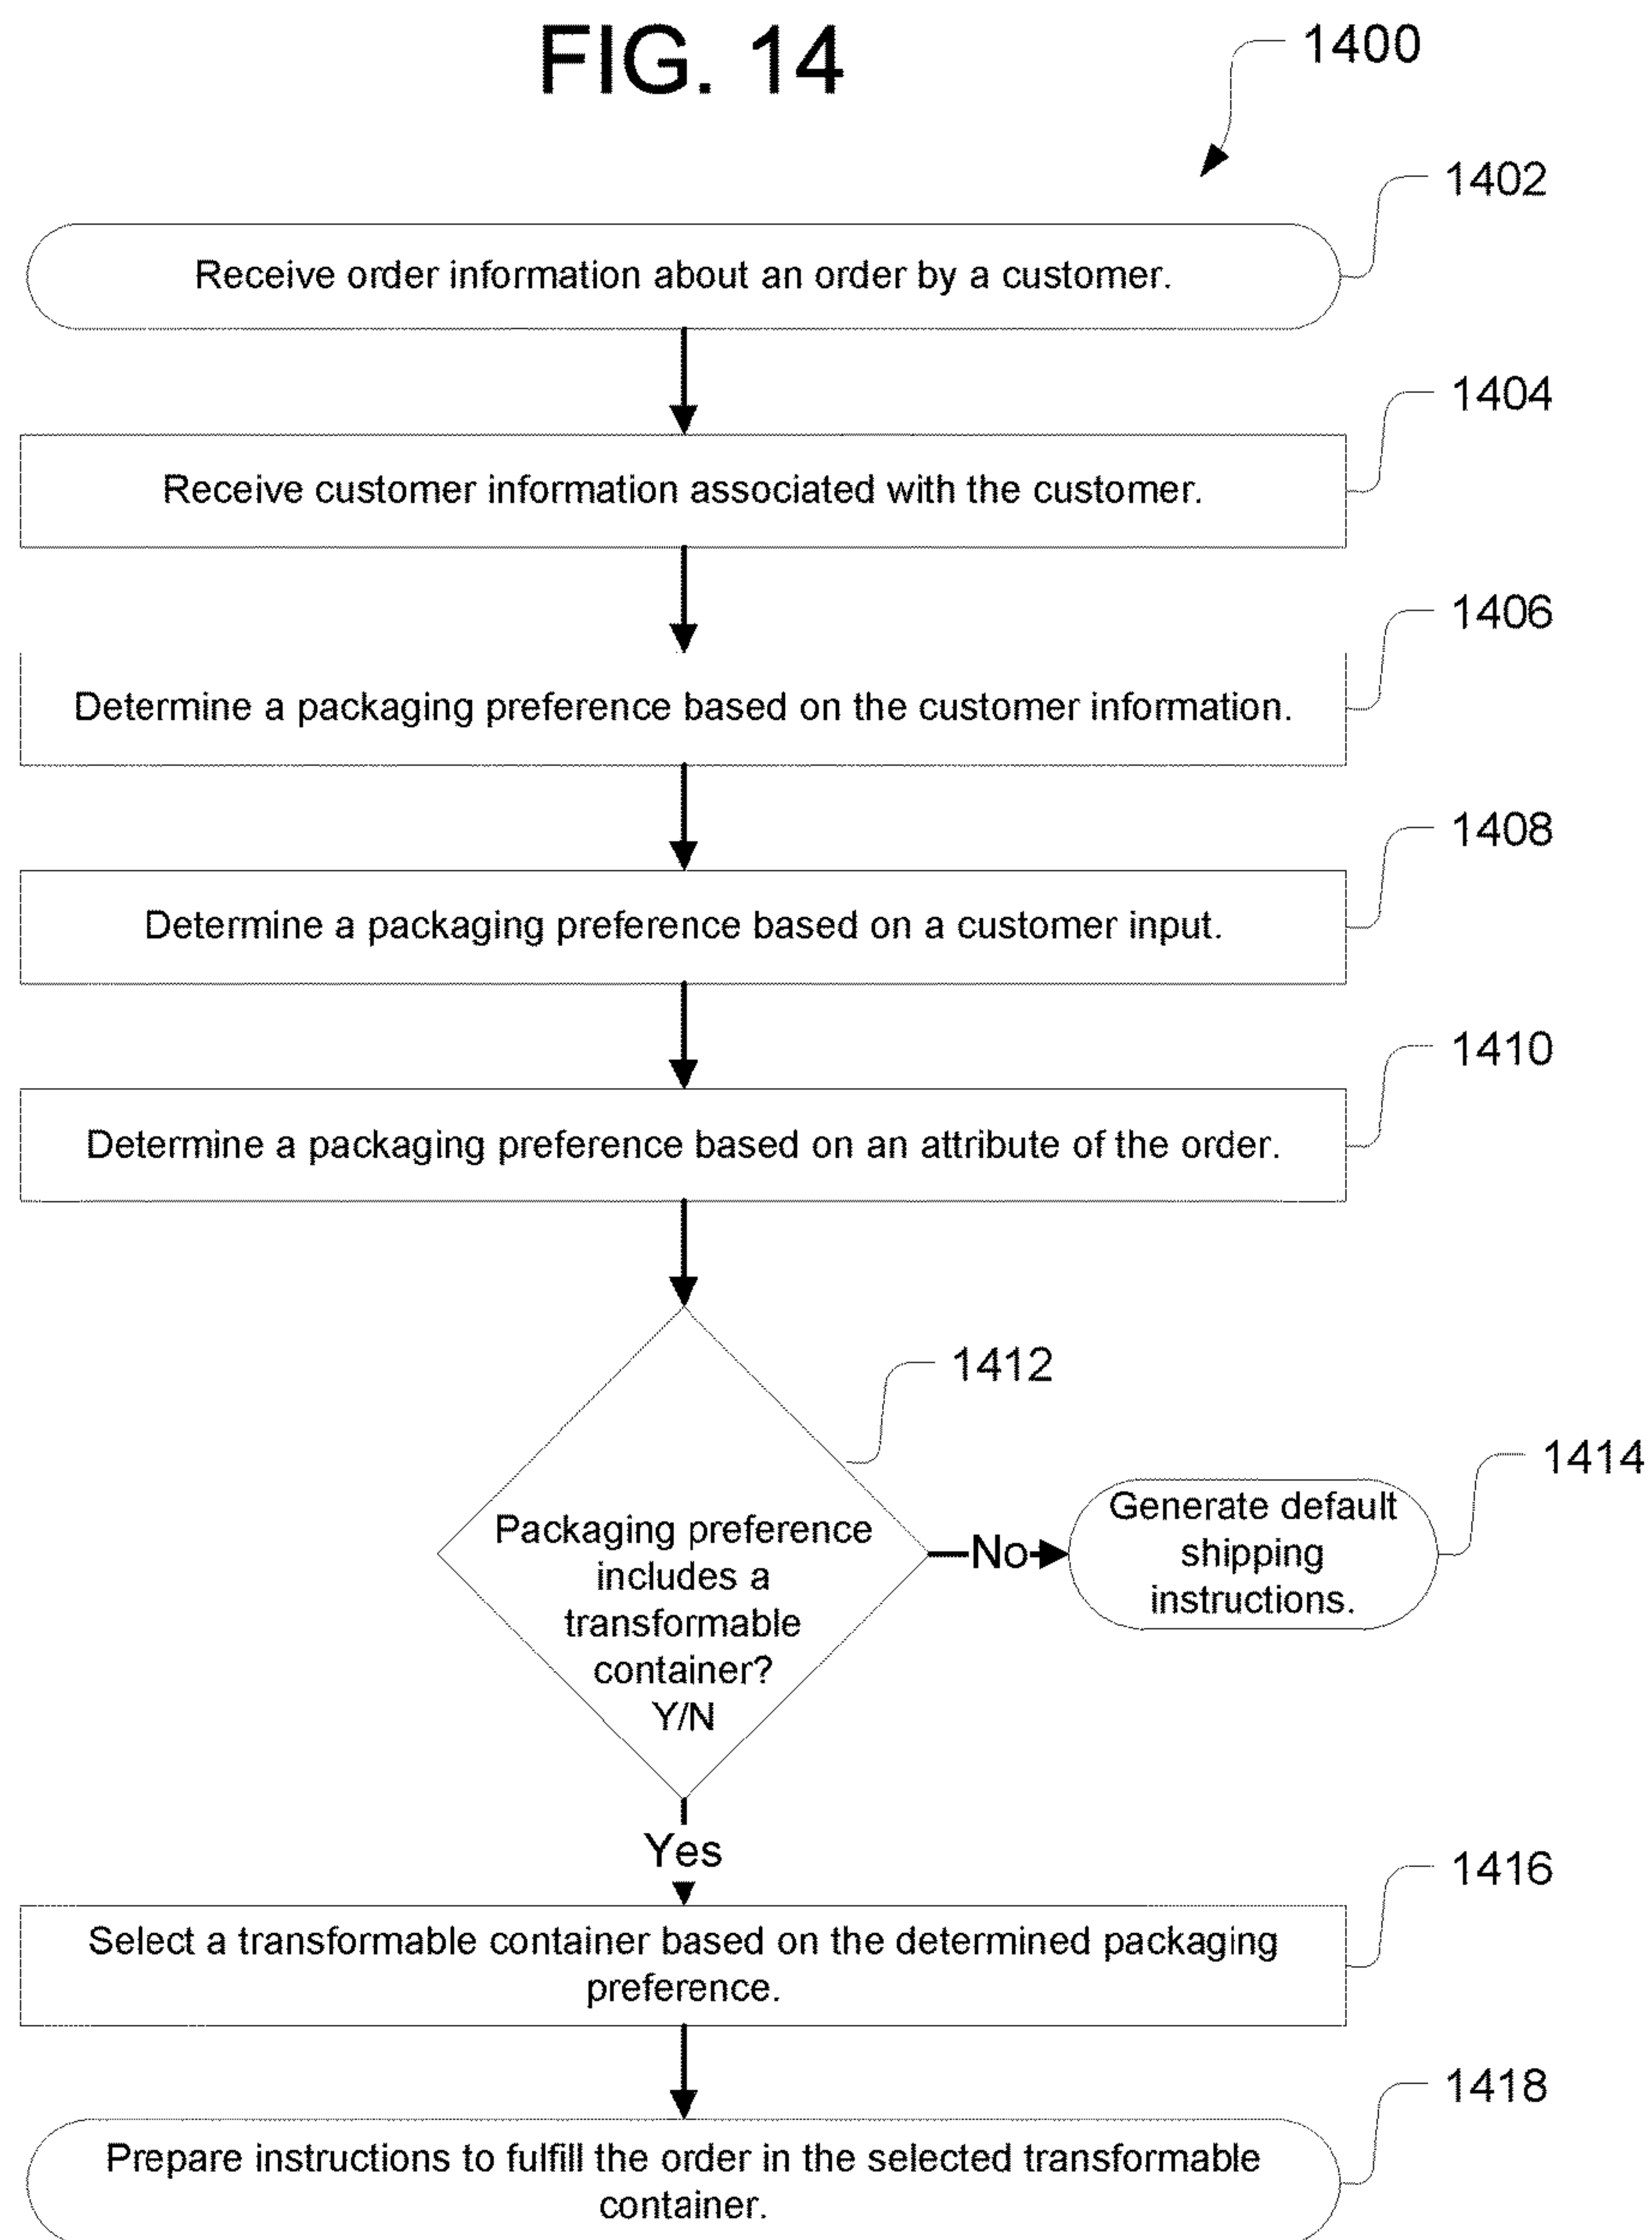 FIG. 14
1400
1402
Receive order information about an order by a customer.
1404
Receive customer information associated with the customer.
1406
Determine a packaging preference based on the customer information.
1408
Determine a packaging preference based on a customer input.
1410
Determine a packaging preference based on an attribute of the order.
1412
Packaging preference
includes a
transformable
container?
Y/N
No
1414
Generate default
shipping
instructions.
Yes
1416
Select a transformable container based on the determined packaging
preference.
1418
Prepare instructions to fulfill the order in the selected transformable
container.